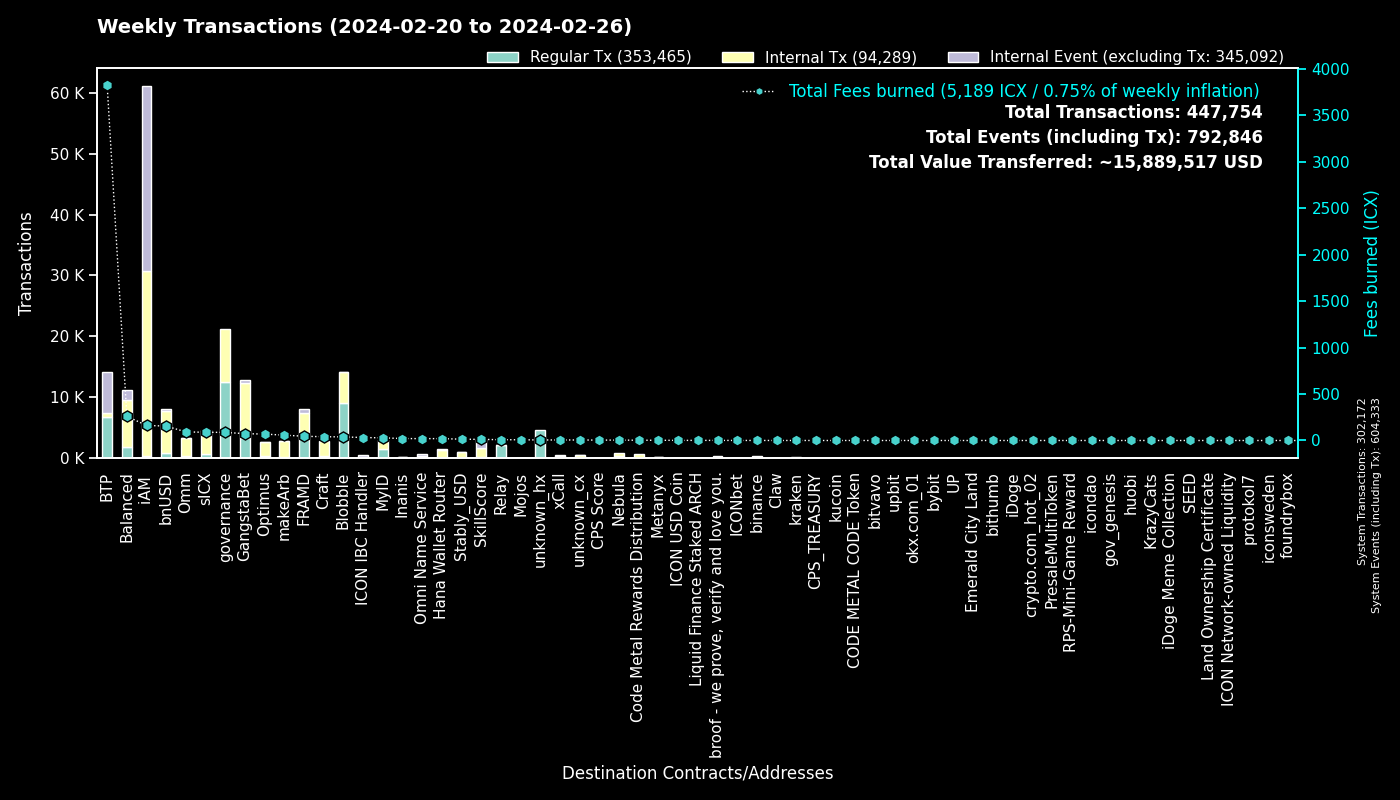 Weekly Transactions (2024-02-20 to 2024-02-26)
Regular Tx (353,465)
Internal Tx (94,289)
Internal Event (excluding Tx: 345,092)
Total Fees burned (5,189 ICX / 0.75% of weekly inflation)
Total Transactions: 447,754
Total Events (including Tx): 792,846
Total Value Transferred: ~15,889,517 USD
Transactions
60 K
50 K
40 K
30 K
20 K
10 K
0 K
4000
3500
3000
2500
2000
1500
1000
500
0
Fees burned (ICX)
System Transactions: 302,172
System Events (including Tx): 604,333
BTP
Balanced
iAM
bnUSD
Omm
sICX
governance
GangstaBet
Optimus
makeArb
FRAMD
Craft
Blobble
ICON IBC Handler
MyID
Inanis
Omni Name Service
Hana Wallet Router
Stably_USD
SkillScore
Relay
Mojos
unknown_hx
xCall
unknown_cx
CPS Score
Nebula
Code Metal Rewards Distribution
Metanyx
ICON USD Coin
Liquid Finance Staked ARCH
broof - we prove, verify and love you.
ICONbet
binance
Claw
kraken
CPS_TREASURY
kucoin
CODE METAL CODE Token
bitvavo
upbit
okx.com_01
bybit
UP
Emerald City Land
bithumb
iDoge
crypto.com_hot_02
PresaleMultiToken
RPS-Mini-Game Reward
icondao
gov_genesis
huobi
KrazyCats
iDoge Meme Collection
SEED
Land Ownership Certificate
ICON Network-owned Liquidity
protokol7
iconsweden
foundrybox
Destination Contracts/Addresses